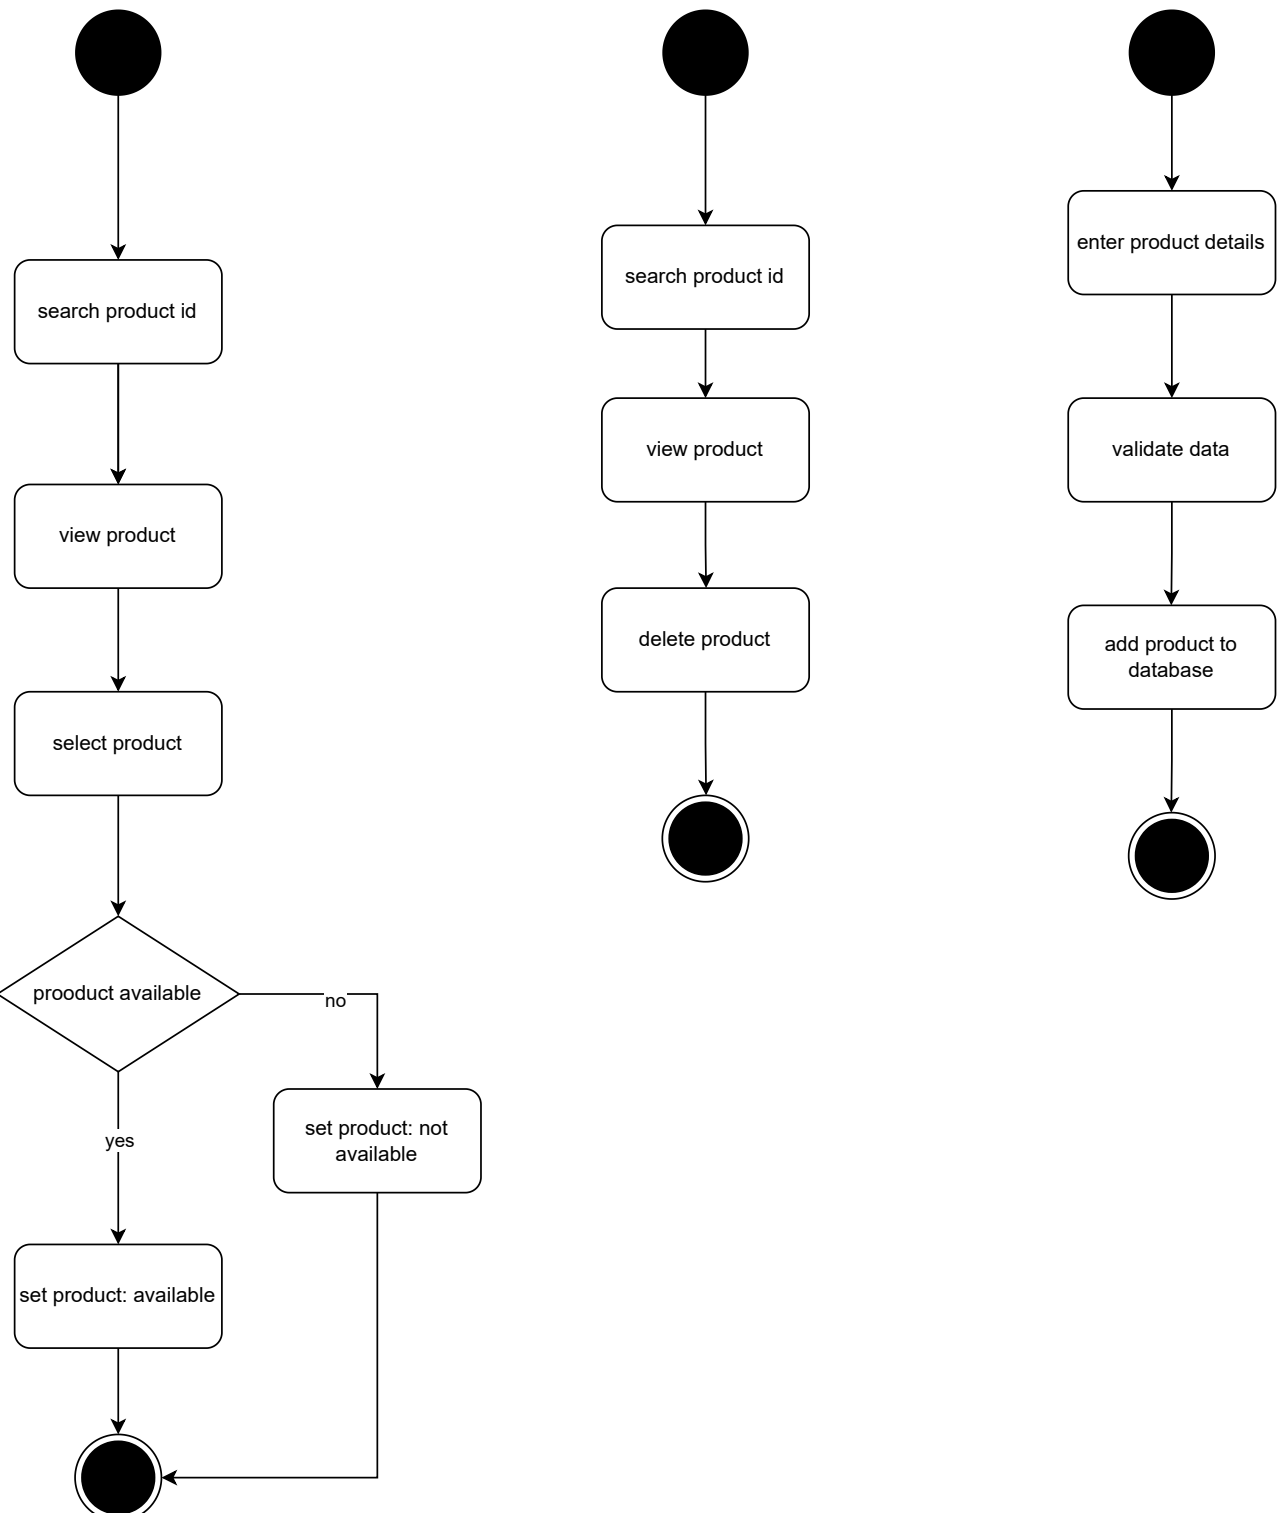 search product id
view product
select product
prooduct available
no
yes
set product: not
available
set product: available
search product id
view product
delete product
enter product details
validate data
add product to
database